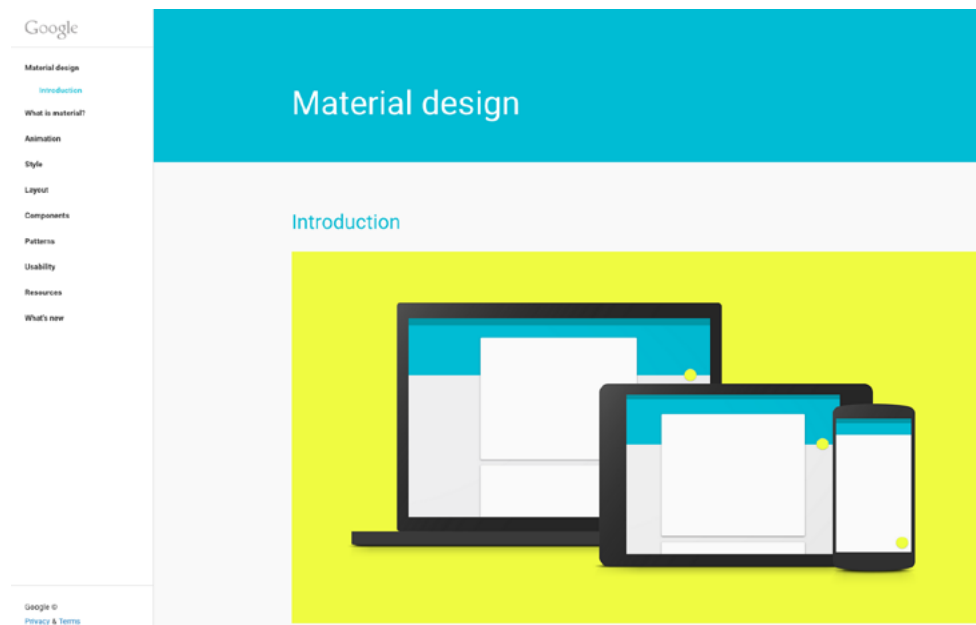 Google
Material design
Introduction
What is material?
Animation
Style
Layout
Components
Patterns
Usability
Resources
What's new
Google ©
Privacy & Terms
Material design
Introduction